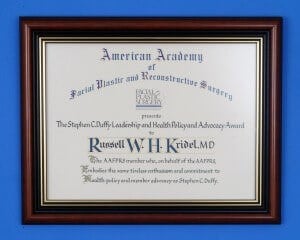 American Academy
of
Facial Plastic and Reconstructive Surgery
FACIAL
PLASTIC
SURGERY
presents
The Stephen C. Duffy Leadership and Health Policy and Advocacy Award
to
Russell W. H. Kridel, MD
The AAFPRS member who, on behalf of the AAFPRS,
Embodies the same timeless enthusiasm and commitment to
Health policy and member advocacy as Stephen C. Duffy.